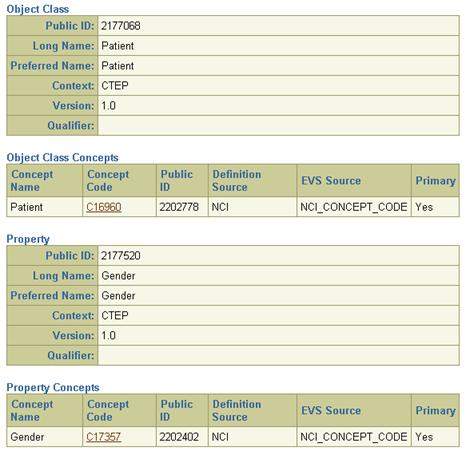 Object Class
Public ID: 2177068
Long Name: Patient
Preferred Name: Patient
Context: CTEP
Version: 1.0
Qualifier:
Object Class Concepts
Concept Name Concept Code Public ID Definition Source EVS Source Primary
Patient C16960 2202778 NCI NCI_CONCEPT_CODE Yes
Property
Public ID: 2177520
Long Name: Gender
Preferred Name: Gender
Context: CTEP
Version: 1.0
Qualifier:
Property Concepts
Concept Name Concept Code Public ID Definition Source EVS Source Primary
Gender C17357 2202402 NCI NCI_CONCEPT_CODE Yes